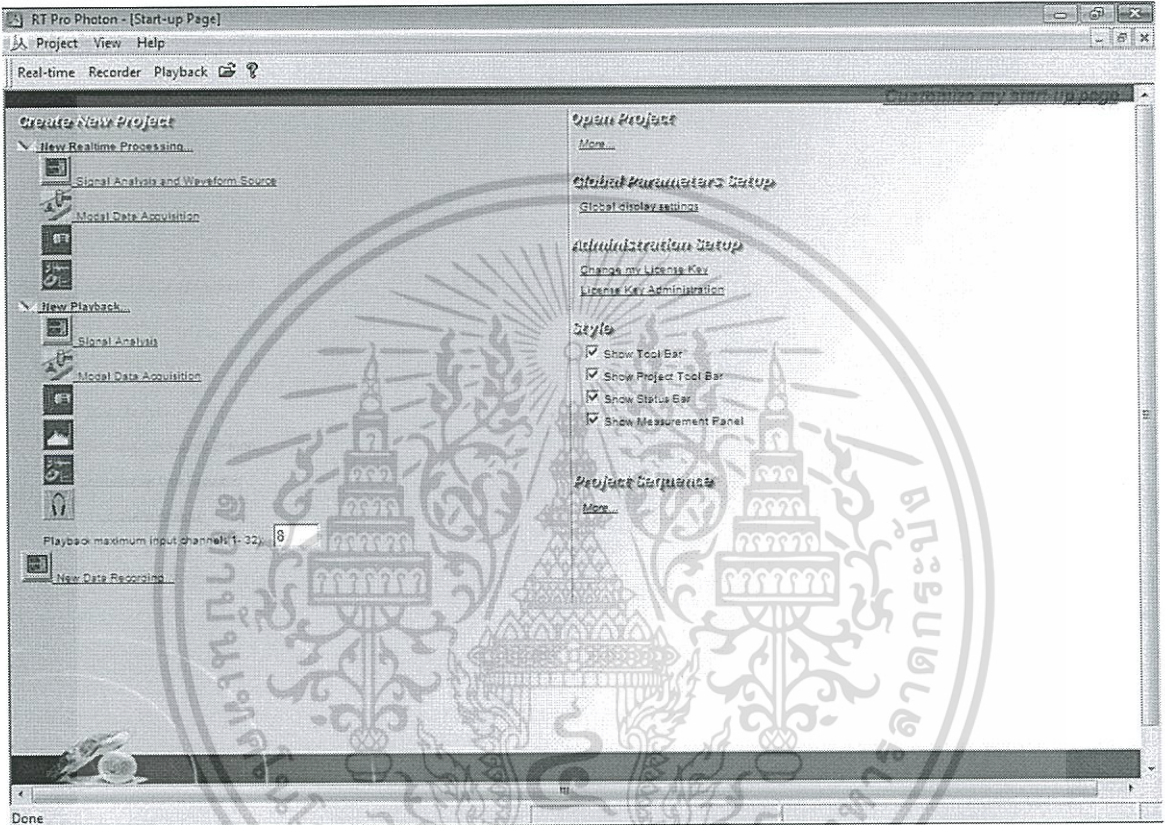 RT Pro Photon - [Start-up Page]
Project View Help
Real-time Recorder Playback
Customize my start up page
Create New Project
New Realtime Processing...
Signal Analysis and Waveform Source
Modal Data Acquisition
New Playback...
Signal Analysis
Modal Data Acquisition
Playback maximum input channels(1- 32): 8
New Data Recording...
Open Project
More...
Global Parameters Setup
Global display settings
Administration Setup
Change my License Key
License Key Administration
Style
Show Tool Bar
Show Project Tool Bar
Show Status Bar
Show Measurement Panel
Project Sequence
More...
Done